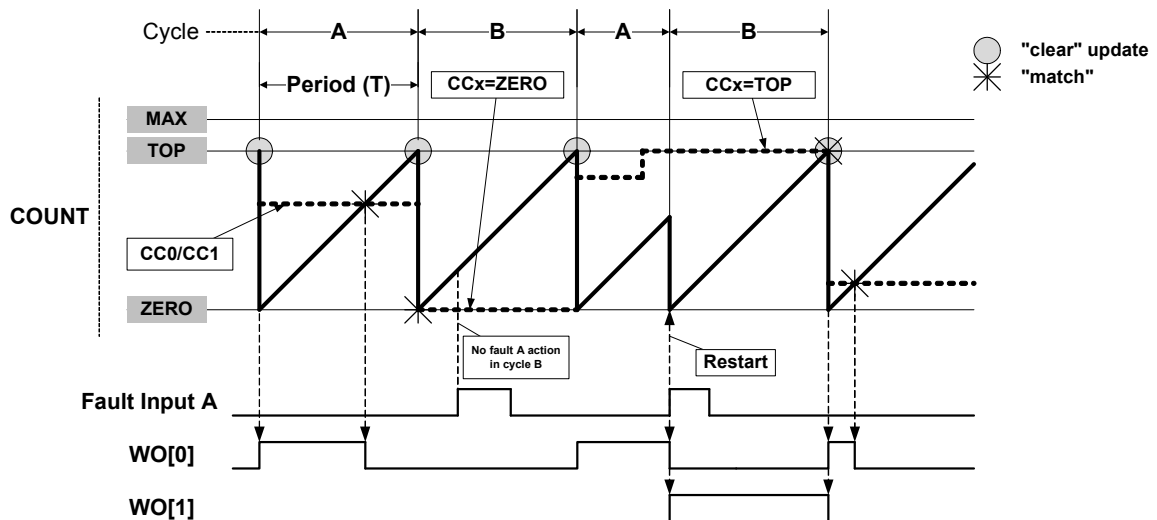 Cycle A B A B
"clear" update
"match"
Period (T)
CCx=ZERO
CCx=TOP
MAX
TOP
COUNT
CC0/CC1
ZERO
No fault A action
in cycle B
Restart
Fault Input A
WO[0]
WO[1]